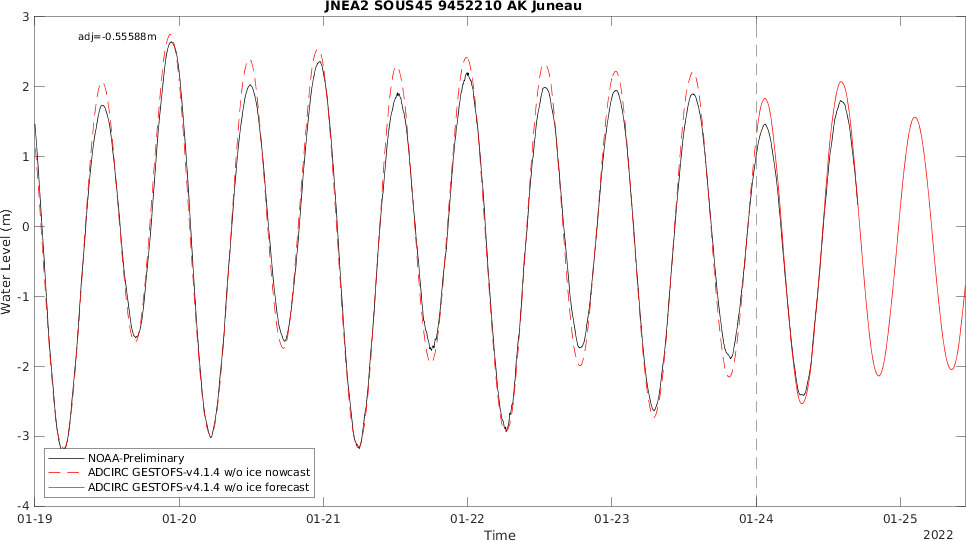 JNEA2 SOUS45 9452210 AK Juneau
adj=-0.55588m
3
2
1
0
-1
-2
-3
-4
Water Level (m)
NOAA-Preliminary
ADCIRC GESTOFS-v4.1.4 w/o ice nowcast
ADCIRC GESTOFS-v4.1.4 w/o ice forecast
01-19 01-20 01-21 01-22 01-23 01-24 01-25
Time
2022